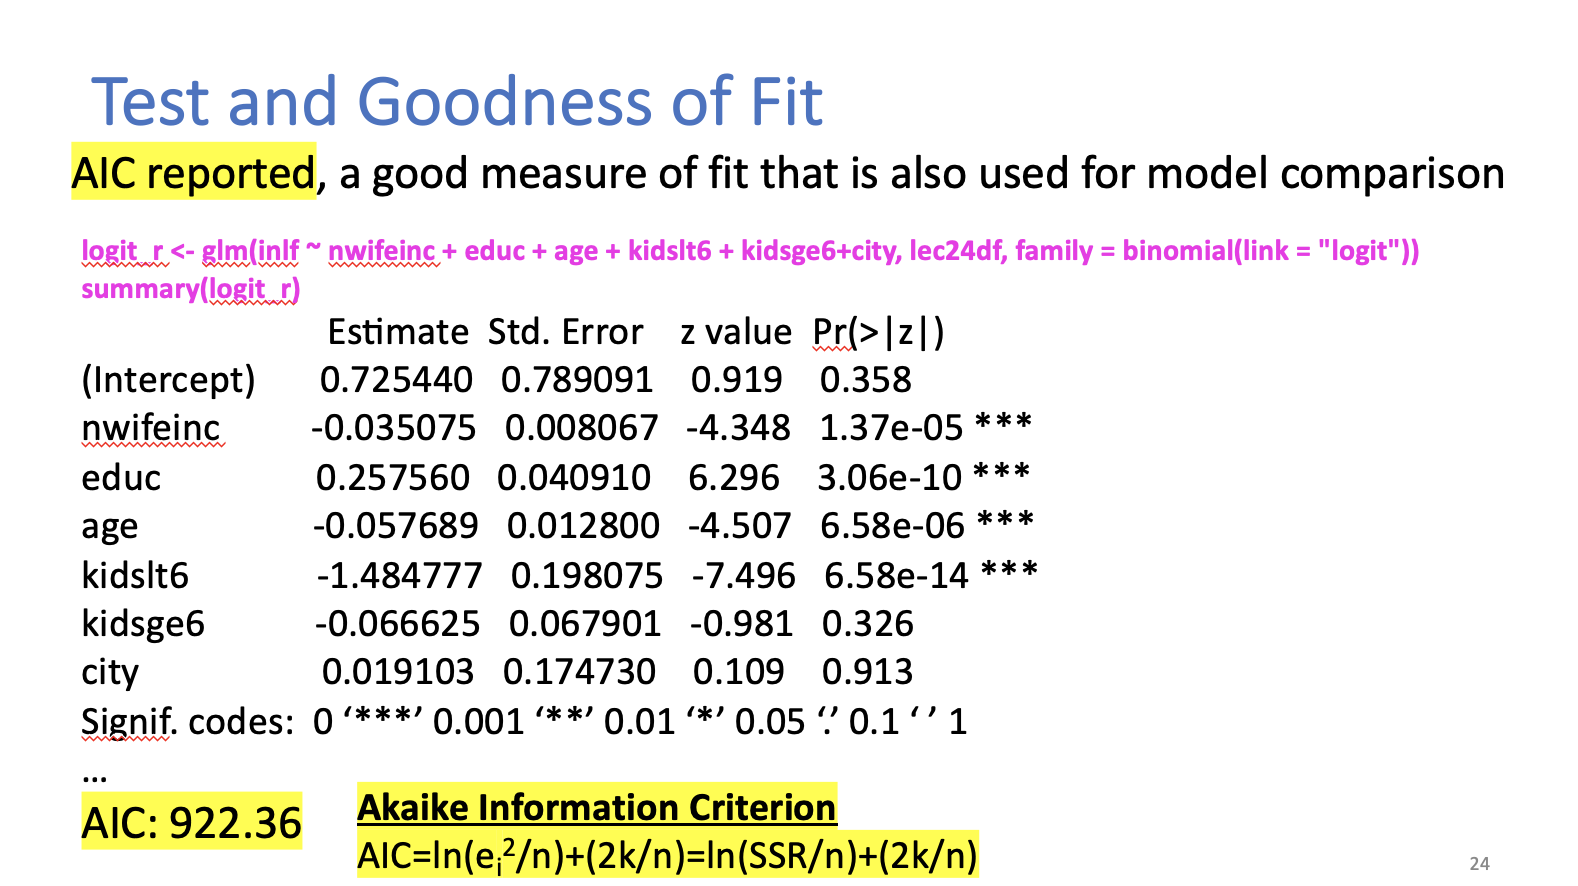 Test and Goodness of Fit
AIC reported, a good measure of fit that is also used for model comparison
logit_r <- glm(inlf ~ nwifeinc + educ + age + kidslt6 + kidsge6+city, lec24df, family = binomial(link = "logit"))
summary(logit_r)
Estimate Std. Error z value Pr(>|z|)
(Intercept) 0.725440 0.789091 0.919 0.358
nwifeinc -0.035075 0.008067 -4.348 1.37e-05 ***
educ 0.257560 0.040910 6.296 3.06e-10 ***
age -0.057689 0.012800 -4.507 6.58e-06 ***
kidslt6 -1.484777 0.198075 -7.496 6.58e-14 ***
kidsge6 -0.066625 0.067901 -0.981 0.326
city 0.019103 0.174730 0.109 0.913
Signif. codes: 0 ‘***’ 0.001 ‘**’ 0.01 ‘*’ 0.05 ‘.’ 0.1 ‘ ’ 1
...
AIC: 922.36
Akaike Information Criterion
AIC=ln(eᵢ²/n)+(2k/n)=ln(SSR/n)+(2k/n)
24